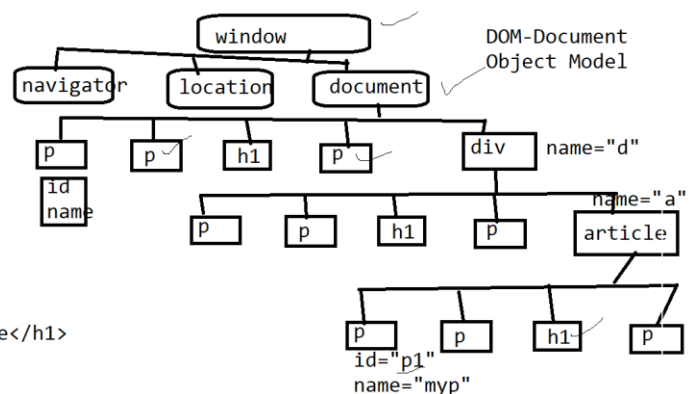 window
DOM-Document
Object Model
navigator
location
document
p
p
h1
p
div
name="d"
id
name
name="a"
p
p
h1
p
article
e</h1>
p
p
h1
p
id="p1"
name="myp"